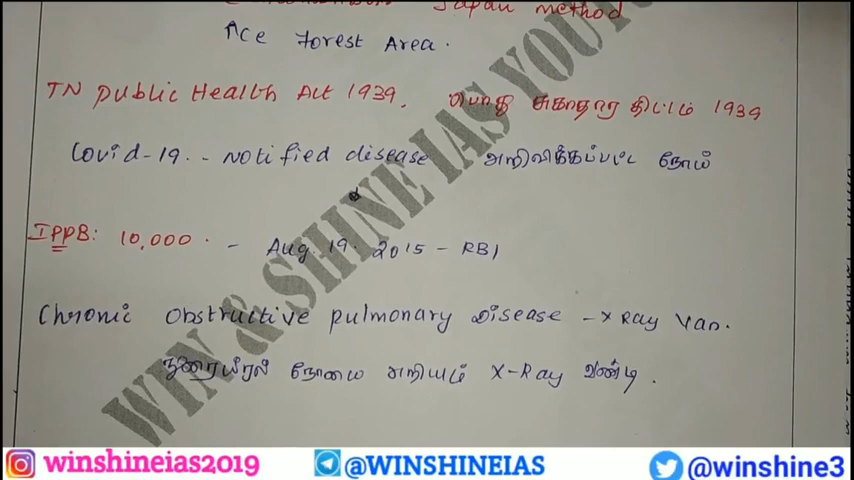 Japan method
Ace Forest Area.
TN public Health Act 1939. பொது சுகாதார திட்டம் 1939
Covid-19. - Notified disease அறிவிக்கப்பட்ட நோய்
IPPB: 10,000. - Aug 19. 2015 - RBI
Chronic Obstructive pulmonary Disease - X Ray Van.
நுரையீரல் நோயை அறியும் X-Ray வண்டி.
WIN & SHINE IAS YOU
winshineias2019 @WINSHINEIAS @winshine3